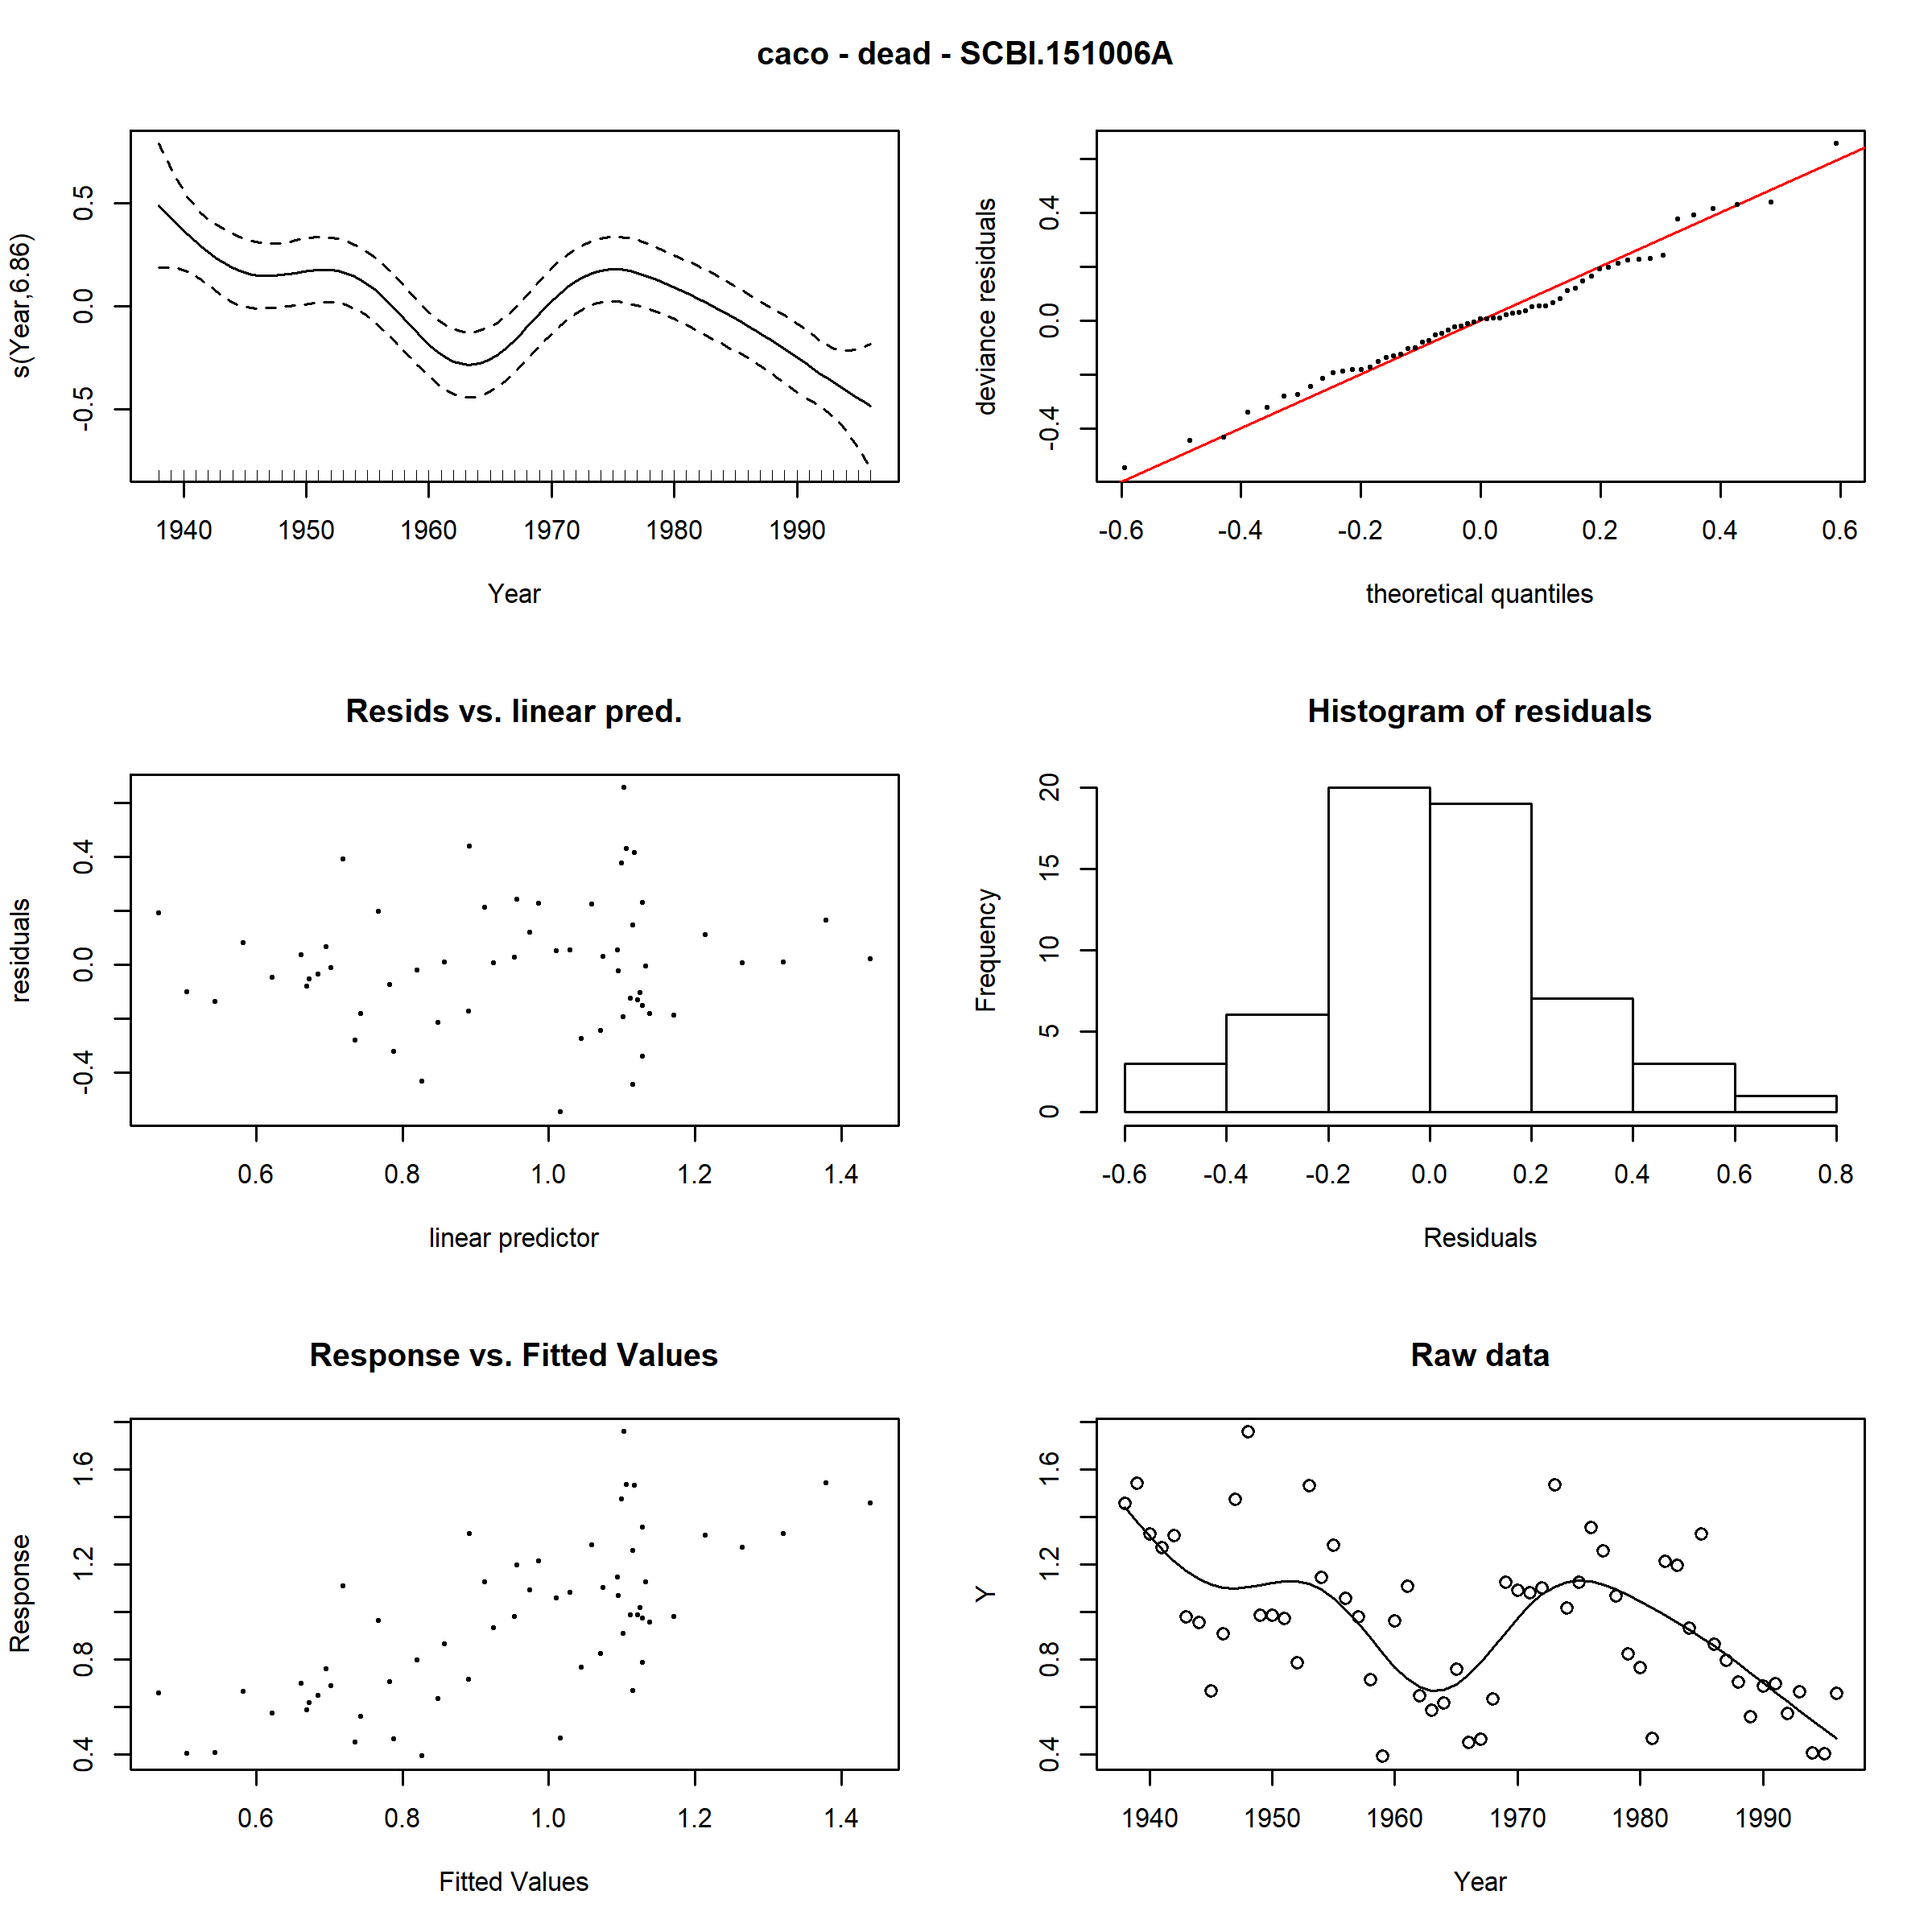 caco - dead - SCBI.151006A
s(Year,6.86)
0.5
0.0
-0.5
1940 1950 1960 1970 1980 1990
Year
deviance residuals
0.4
0.0
-0.4
-0.6 -0.4 -0.2 0.0 0.2 0.4 0.6
theoretical quantiles
Resids vs. linear pred.
residuals
0.4
0.0
-0.4
0.6 0.8 1.0 1.2 1.4
linear predictor
Histogram of residuals
Frequency
20
15
10
5
0
-0.6 -0.4 -0.2 0.0 0.2 0.4 0.6 0.8
Residuals
Response vs. Fitted Values
Response
1.6
1.2
0.8
0.4
0.6 0.8 1.0 1.2 1.4
Fitted Values
Raw data
Y
1.6
1.2
0.8
0.4
1940 1950 1960 1970 1980 1990
Year